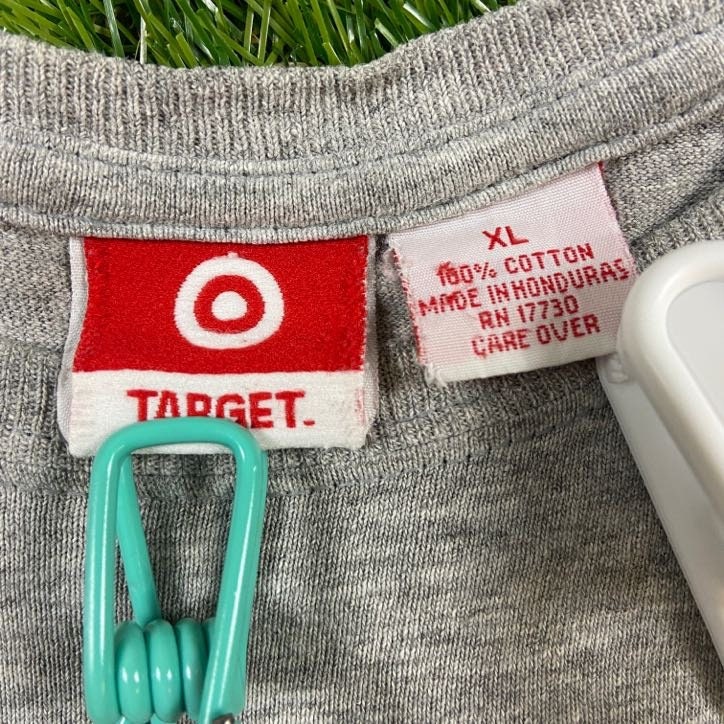 TARGET.
XL
100% COTTON
MADE IN HONDURAS
RN 17730
CARE OVER